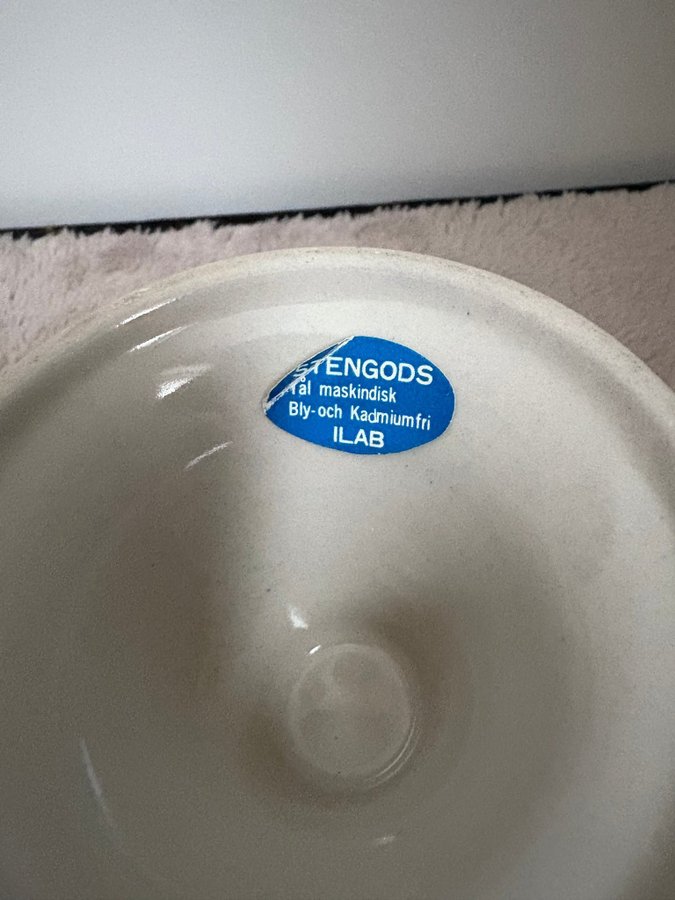 STENGODS
Tål maskindisk
Bly-och Kadmiumfri
ILAB